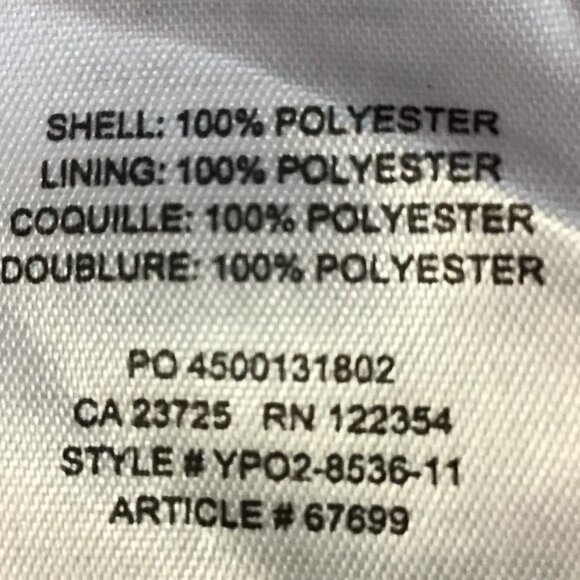 SHELL: 100% POLYESTER
LINING: 100% POLYESTER
COQUILLE: 100% POLYESTER
DOUBLURE: 100% POLYESTER
PO 4500131802
CA 23725 RN 122354
STYLE # YPO2-8536-11
ARTICLE # 67699